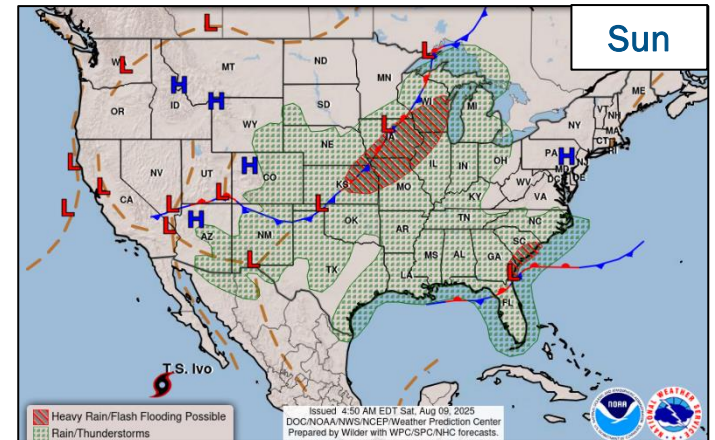 Sun
L
L
L
WA
MT
ND
MN
ME
H
H
OR
ID
WY
SD
WI
MI
NY
VT
NH
MA
CT
RI
L
IA
NE
PA
H
NJ
MD
DE
DC
OH
IL
IN
WV
VA
L
L
NV
UT
H
CO
KS
MO
KY
CA
L
L
L
L
L
H
AZ
NM
OK
AR
TN
NC
SC
MS
AL
GA
L
TX
LA
L
FL
T.S. Ivo
Heavy Rain/Flash Flooding Possible
Rain/Thunderstorms
Issued 4:50 AM EDT Sat, Aug 09, 2025
DOC/NOAA/NWS/NCEP/Weather Prediction Center
Prepared by Wilder with WPC/SPC/NHC forecasts.
NOAA
NATIONAL WEATHER SERVICE